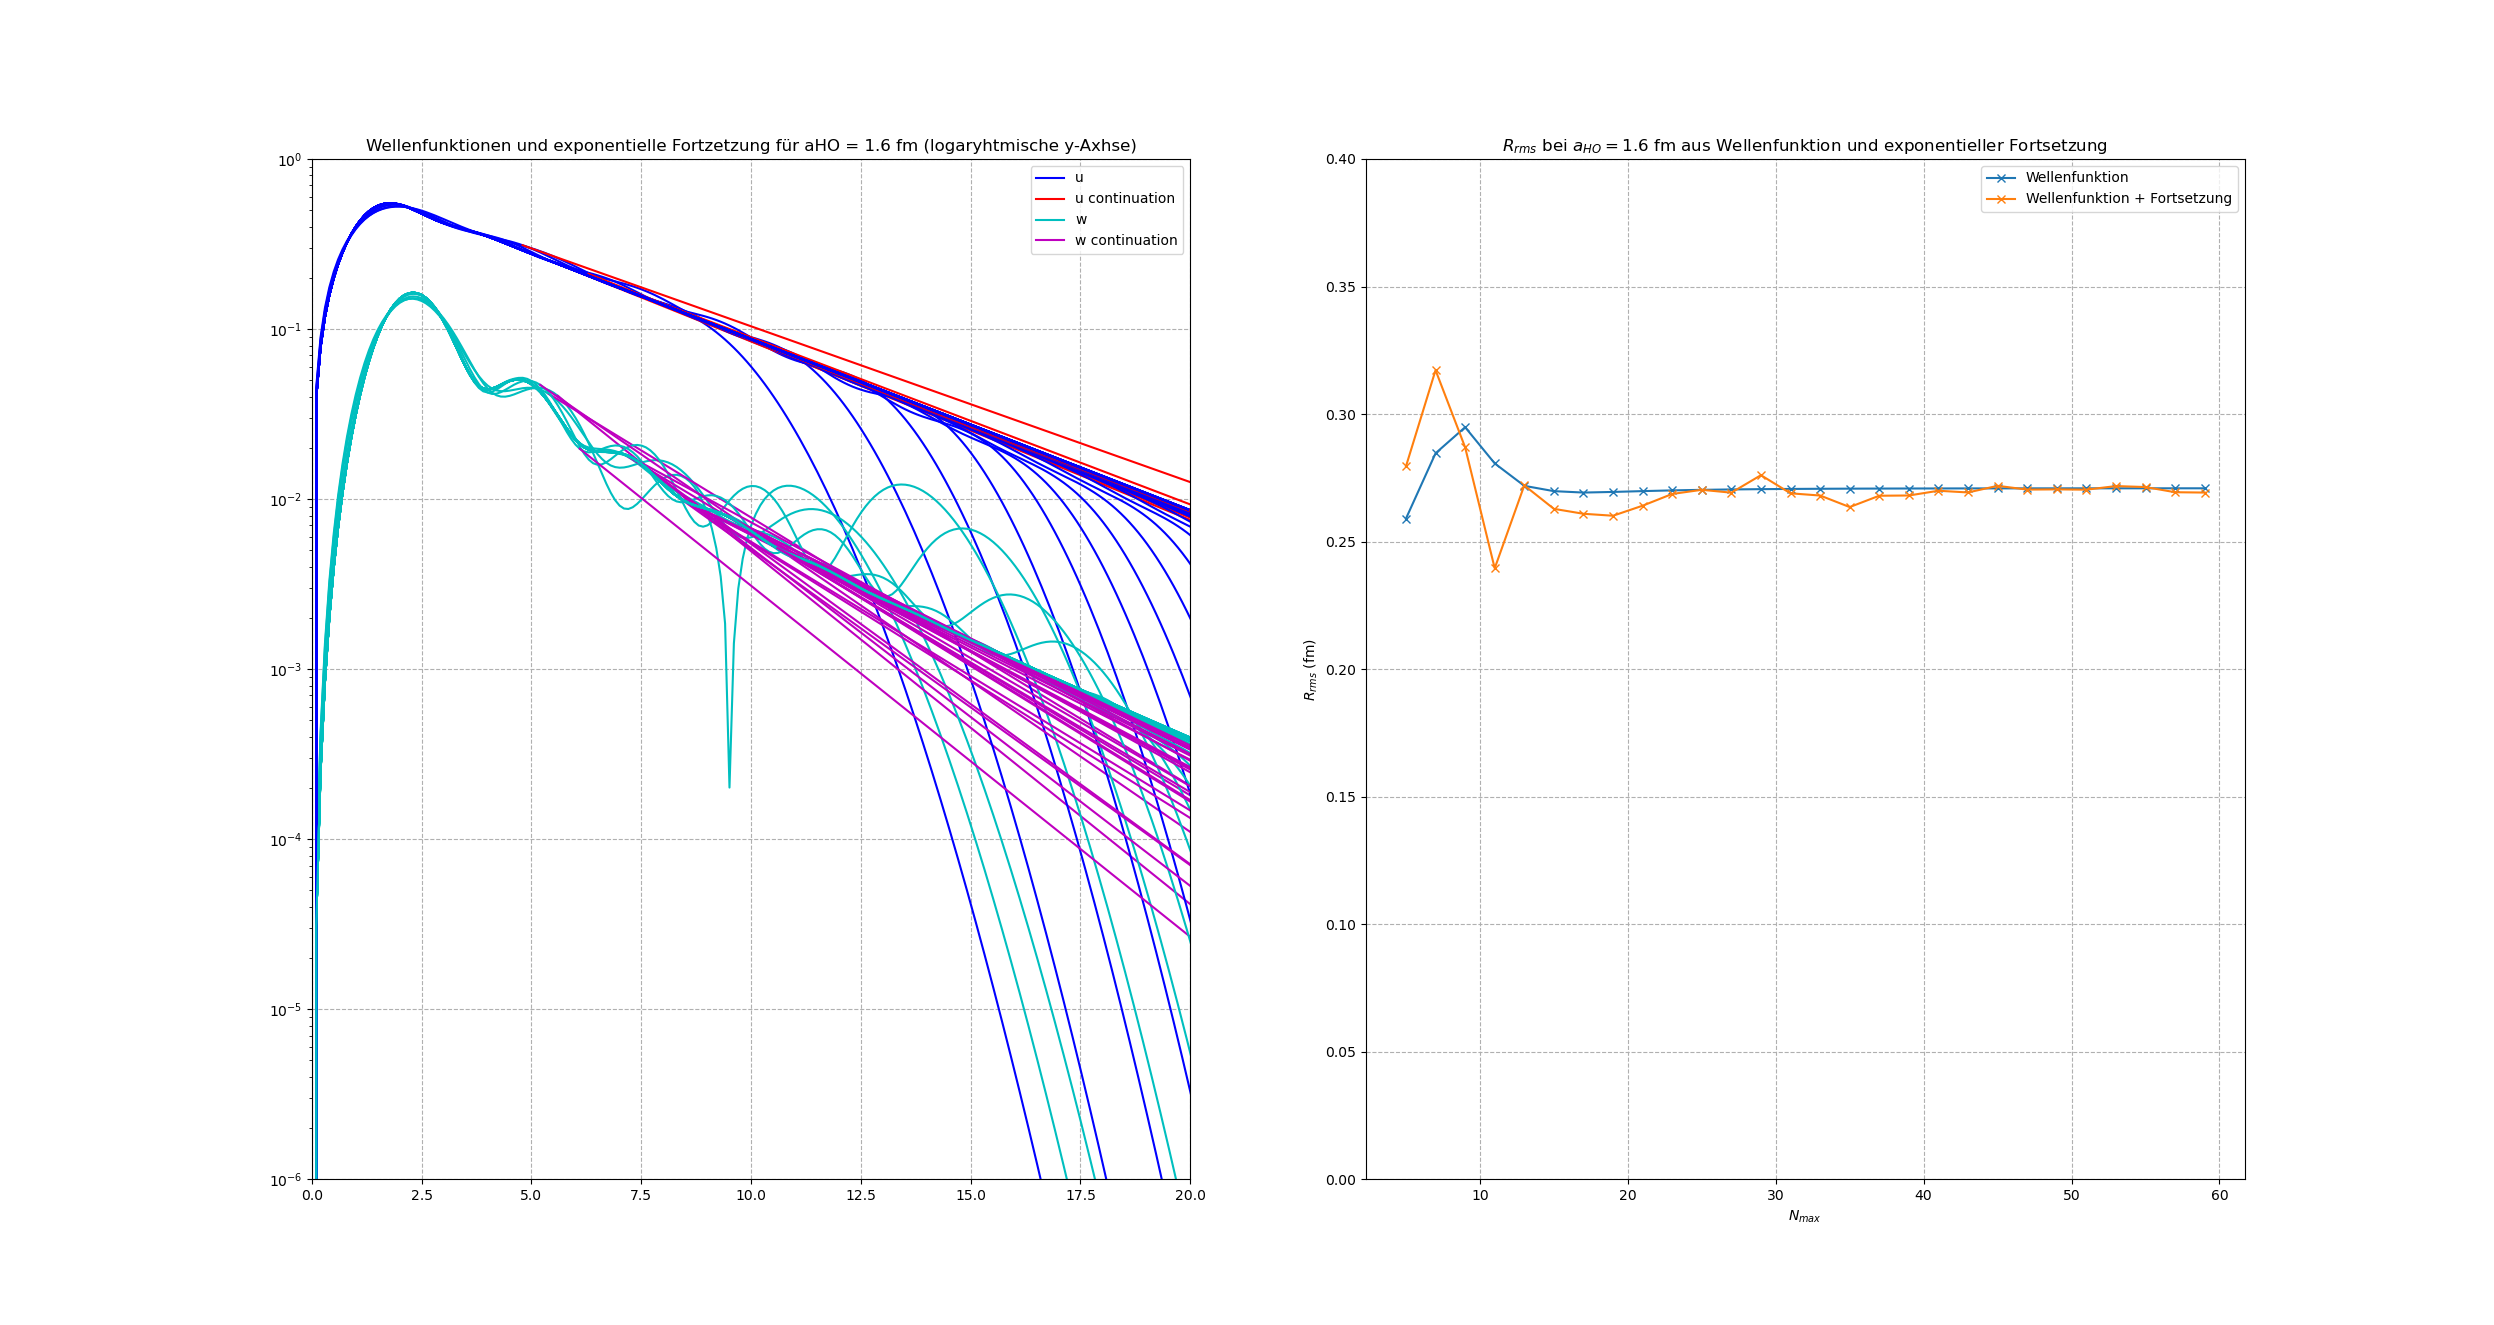 Wellenfunktionen und exponentielle Fortzetzung für aHO = 1.6 fm (logaryhtmische y-Axhse)
u
u continuation
w
w continuation
10⁰
10⁻¹
10⁻²
10⁻³
10⁻⁴
10⁻⁵
10⁻⁶
0.0 2.5 5.0 7.5 10.0 12.5 15.0 17.5 20.0
R_rms bei a_HO = 1.6 fm aus Wellenfunktion und exponentieller Fortsetzung
Wellenfunktion
Wellenfunktion + Fortsetzung
R_rms (fm)
0.40
0.35
0.30
0.25
0.20
0.15
0.10
0.05
0.00
10 20 30 40 50 60
N_max